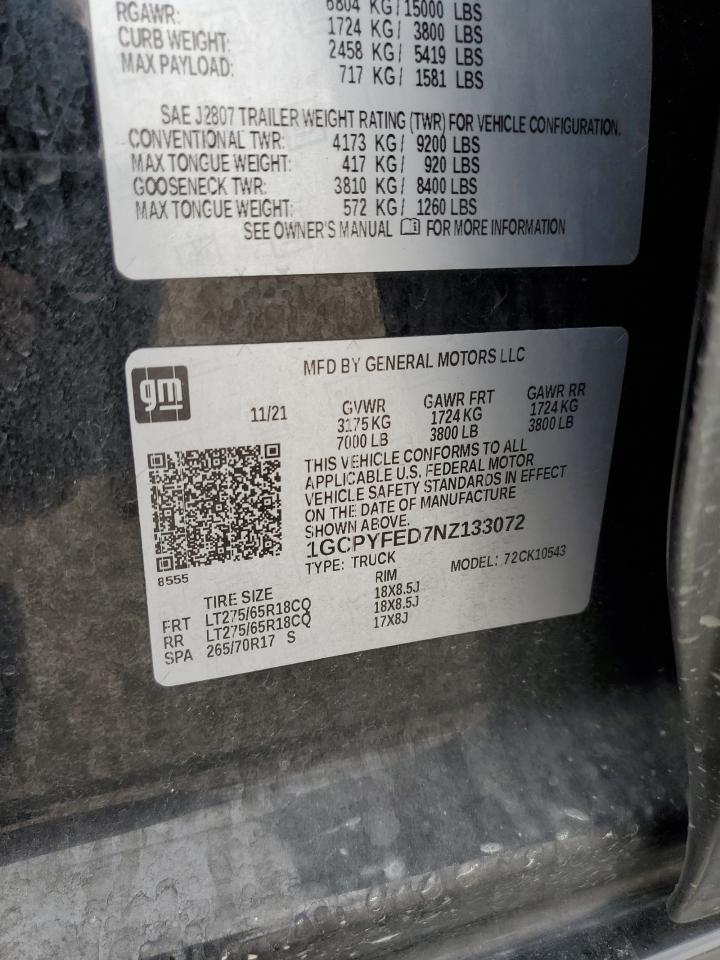 6804 KG/ 15000 LBS
RGAWR: 1724 KG/ 3800 LBS
CURB WEIGHT: 2458 KG/ 5419 LBS
MAX PAYLOAD: 717 KG/ 1581 LBS
SAE J2807 TRAILER WEIGHT RATING (TWR) FOR VEHICLE CONFIGURATION.
CONVENTIONAL TWR: 4173 KG/ 9200 LBS
MAX TONGUE WEIGHT: 417 KG/ 920 LBS
GOOSENECK TWR: 3810 KG/ 8400 LBS
MAX TONGUE WEIGHT: 572 KG/ 1260 LBS
SEE OWNER'S MANUAL FOR MORE INFORMATION
gm
MFD BY GENERAL MOTORS LLC
11/21 GVWR GAWR FRT GAWR RR
3175 KG 1724 KG 1724 KG
7000 LB 3800 LB 3800 LB
THIS VEHICLE CONFORMS TO ALL
APPLICABLE U.S. FEDERAL MOTOR
VEHICLE SAFETY STANDARDS IN EFFECT
ON THE DATE OF MANUFACTURE
SHOWN ABOVE.
1GCPYFED7NZ133072
TYPE: TRUCK MODEL: 72CK10543
8555
TIRE SIZE RIM
FRT LT275/65R18CQ 18X8.5J
RR LT275/65R18CQ 18X8.5J
SPA 265/70R17 S 17X8J